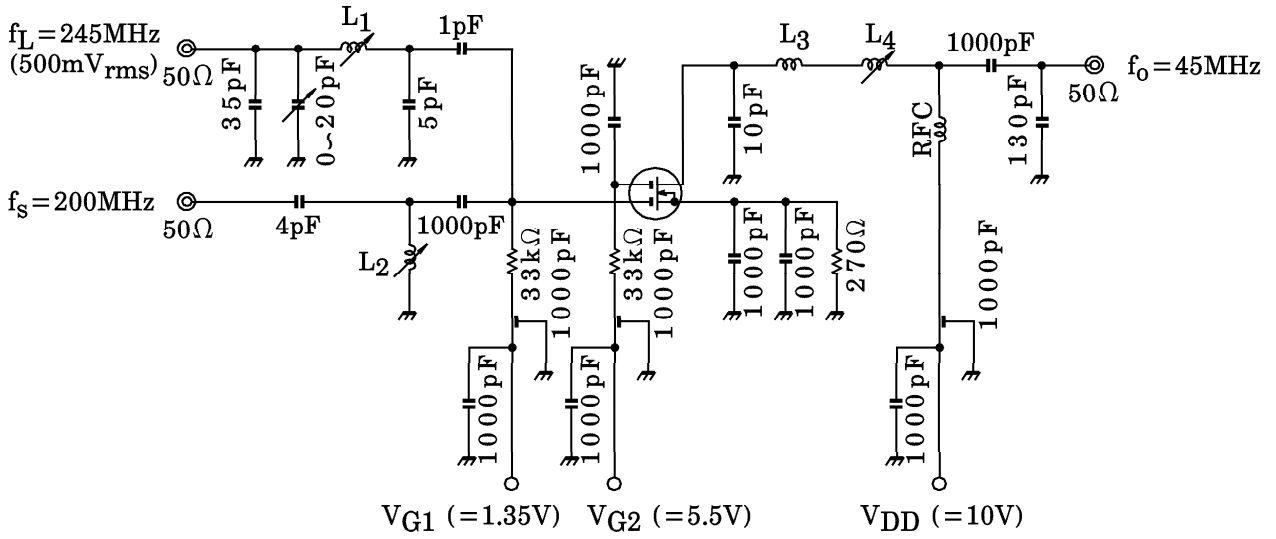 fL=245MHz
(500mVrms)
50Ω
35pF
0~20pF
L1
5pF
1pF
1000pF
10pF
L3
L4
1000pF
RFC
130pF
50Ω
fo=45MHz
fs=200MHz
50Ω
4pF
L2
1000pF
33kΩ
1000pF
33kΩ
1000pF
1000pF
1000pF
270Ω
1000pF
1000pF
1000pF
1000pF
VG1 (=1.35V)
VG2 (=5.5V)
VDD (=10V)